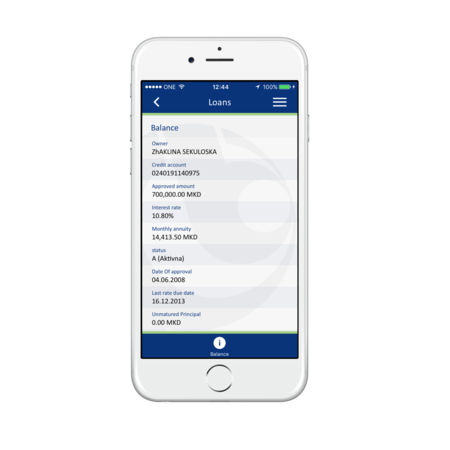 ONE 12:44 100%
Loans
Balance
Owner
ZhAKLINA SEKULOSKA
Credit account
0240191140975
Approved amount
700,000.00 MKD
Interest rate
10.80%
Monthly annuity
14,413.50 MKD
status
A (Aktivna)
Date Of approval
04.06.2008
Last rate due date
16.12.2013
Unmatured Principal
0.00 MKD
i
Balance